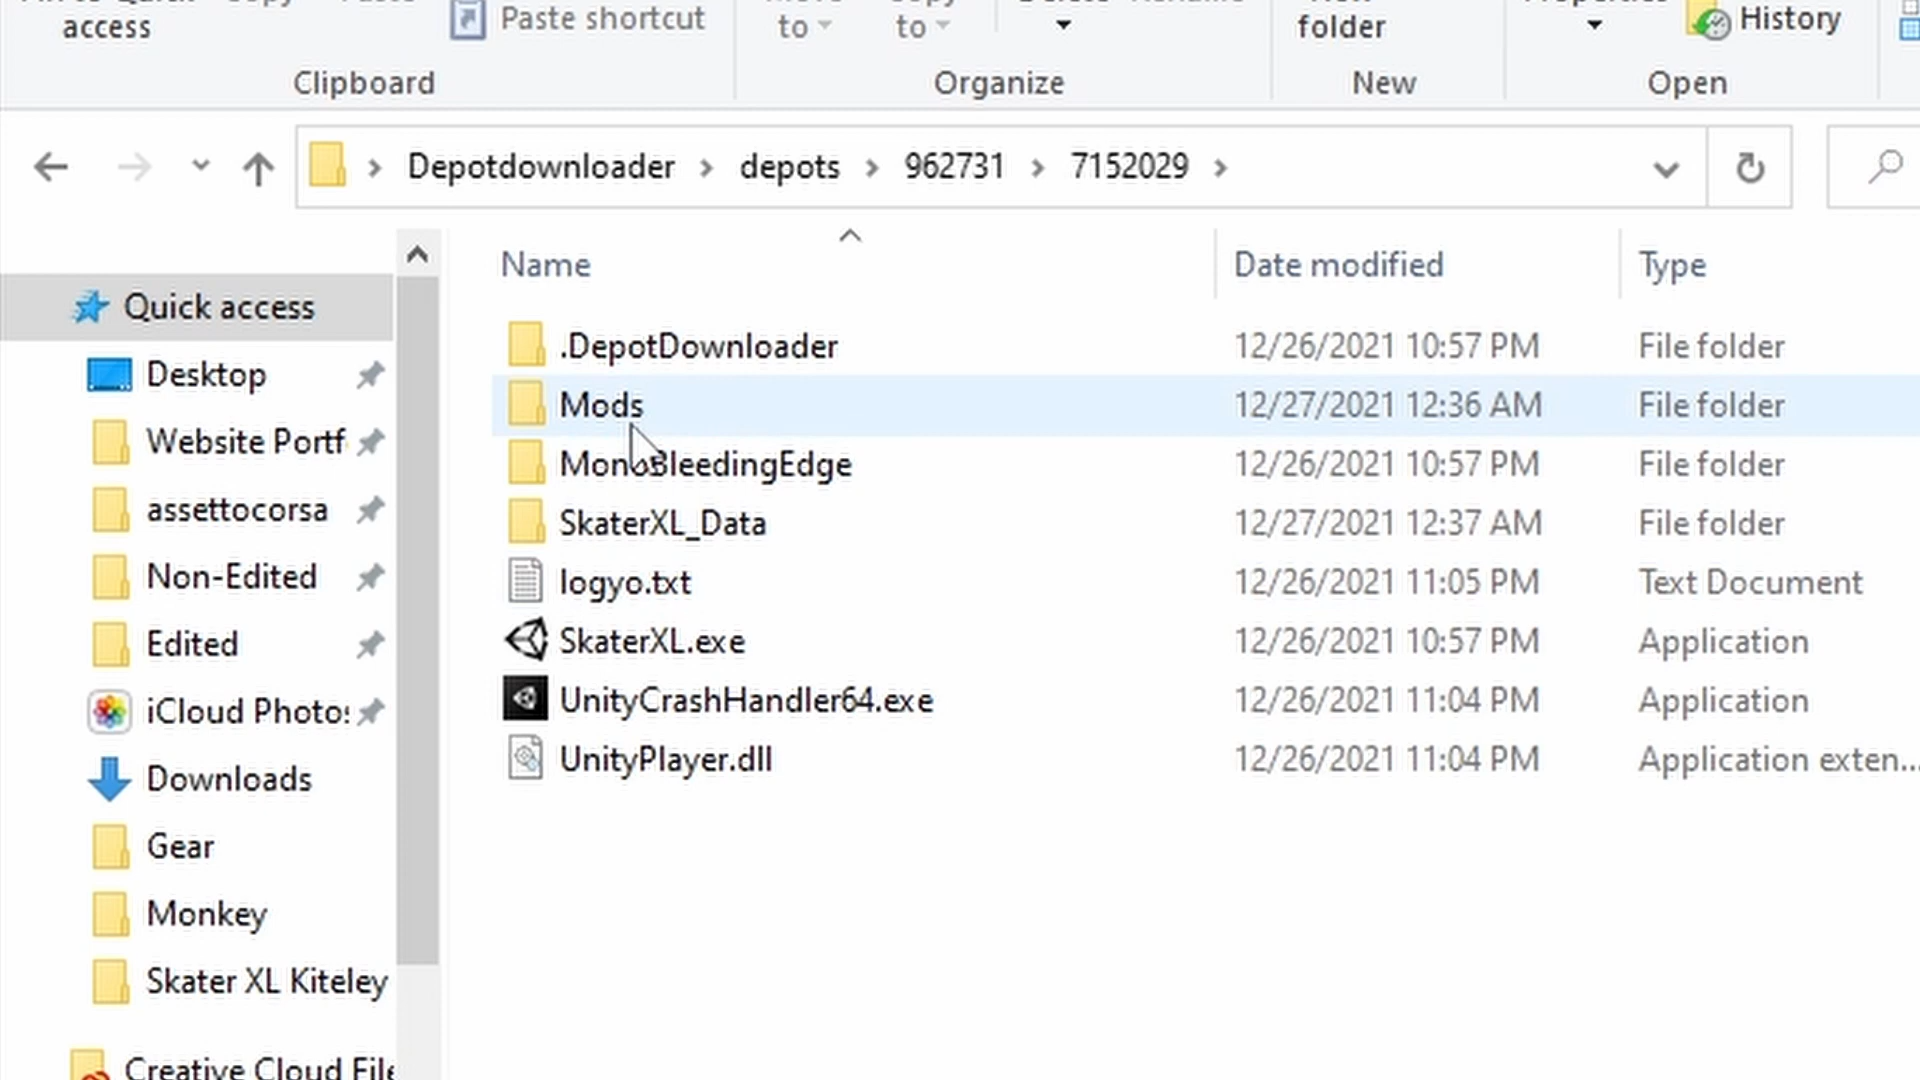 access
Paste shortcut
to
to
folder
History
Clipboard
Organize
New
Open
Depotdownloader
depots
962731
7152029
Name
Date modified
Type
Quick access
Desktop
Website Portf
assettocorsa
Non-Edited
Edited
iCloud Photo
Downloads
Gear
Monkey
Skater XL Kiteley
Creative Cloud File
.DepotDownloader 12/26/2021 10:57 PM File folder
Mods 12/27/2021 12:36 AM File folder
MonoBleedingEdge 12/26/2021 10:57 PM File folder
SkaterXL_Data 12/27/2021 12:37 AM File folder
logyo.txt 12/26/2021 11:05 PM Text Document
SkaterXL.exe 12/26/2021 10:57 PM Application
UnityCrashHandler64.exe 12/26/2021 11:04 PM Application
UnityPlayer.dll 12/26/2021 11:04 PM Application exten...